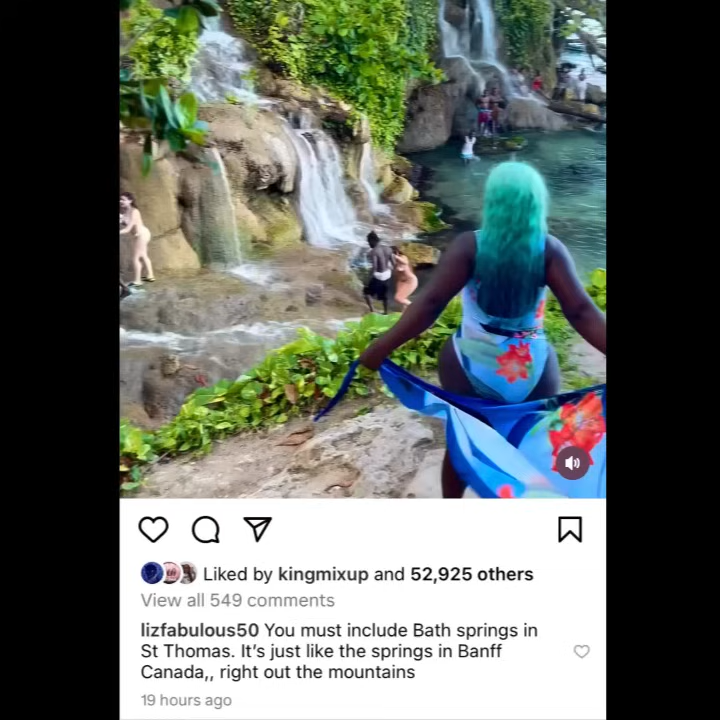 Liked by kingmixup and 52,925 others
View all 549 comments
lizfabulous50 You must include Bath springs in
St Thomas. It's just like the springs in Banff
Canada,, right out the mountains
19 hours ago